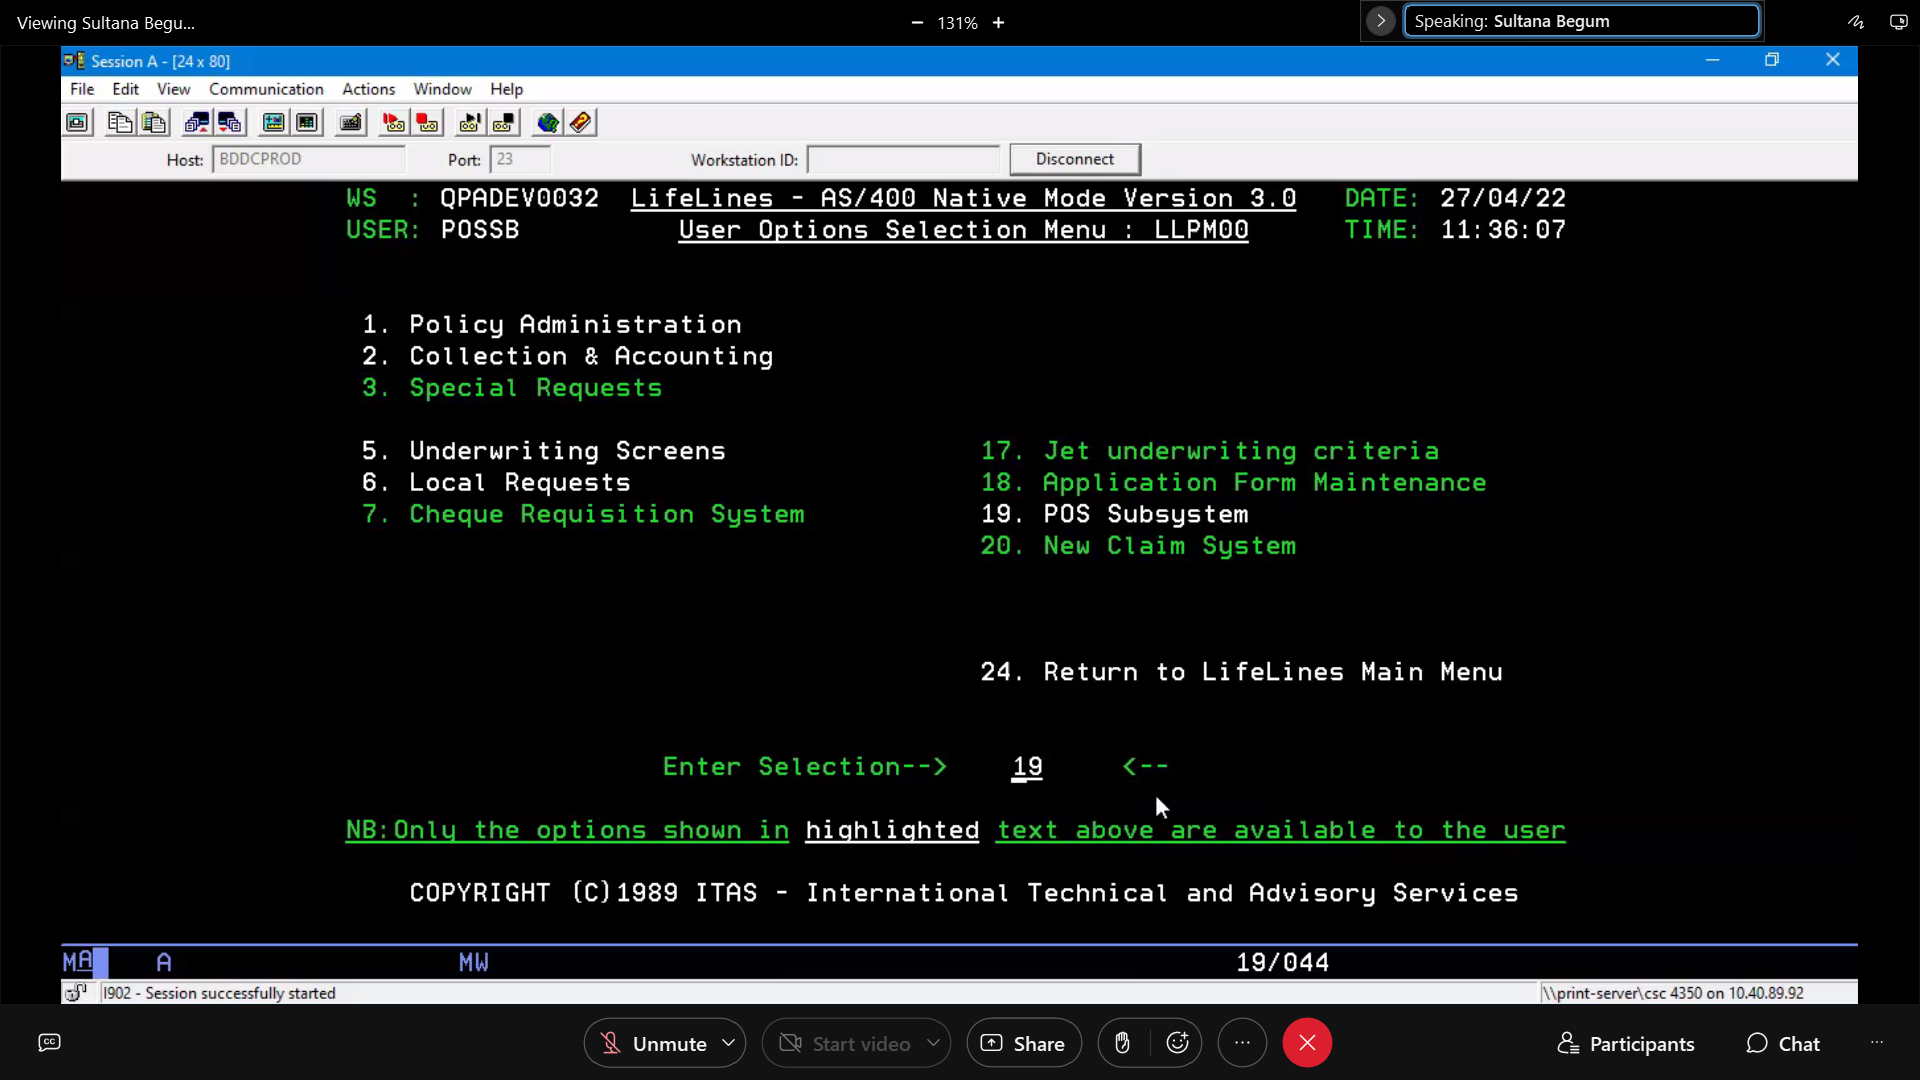 Viewing Sultana Begu...
131%
Speaking: Sultana Begum
Session A - [24 x 80]
File Edit View Communication Actions Window Help
Host: BDDCPROD Port: 23 Workstation ID: Disconnect
WS : QPADEV0032 LifeLines - AS/400 Native Mode Version 3.0 DATE: 27/04/22
USER: POSSB User Options Selection Menu : LLPM00 TIME: 11:36:07
1. Policy Administration
2. Collection & Accounting
3. Special Requests
5. Underwriting Screens 17. Jet underwriting criteria
6. Local Requests 18. Application Form Maintenance
7. Cheque Requisition System 19. POS Subsystem
20. New Claim System
24. Return to LifeLines Main Menu
Enter Selection--> 19 <--
NB:Only the options shown in highlighted text above are available to the user
COPYRIGHT (C)1989 ITAS - International Technical and Advisory Services
MA A MW 19/044
I902 - Session successfully started \\print-server\csc 4350 on 10.40.89.92
CC Unmute Start video Share Participants Chat